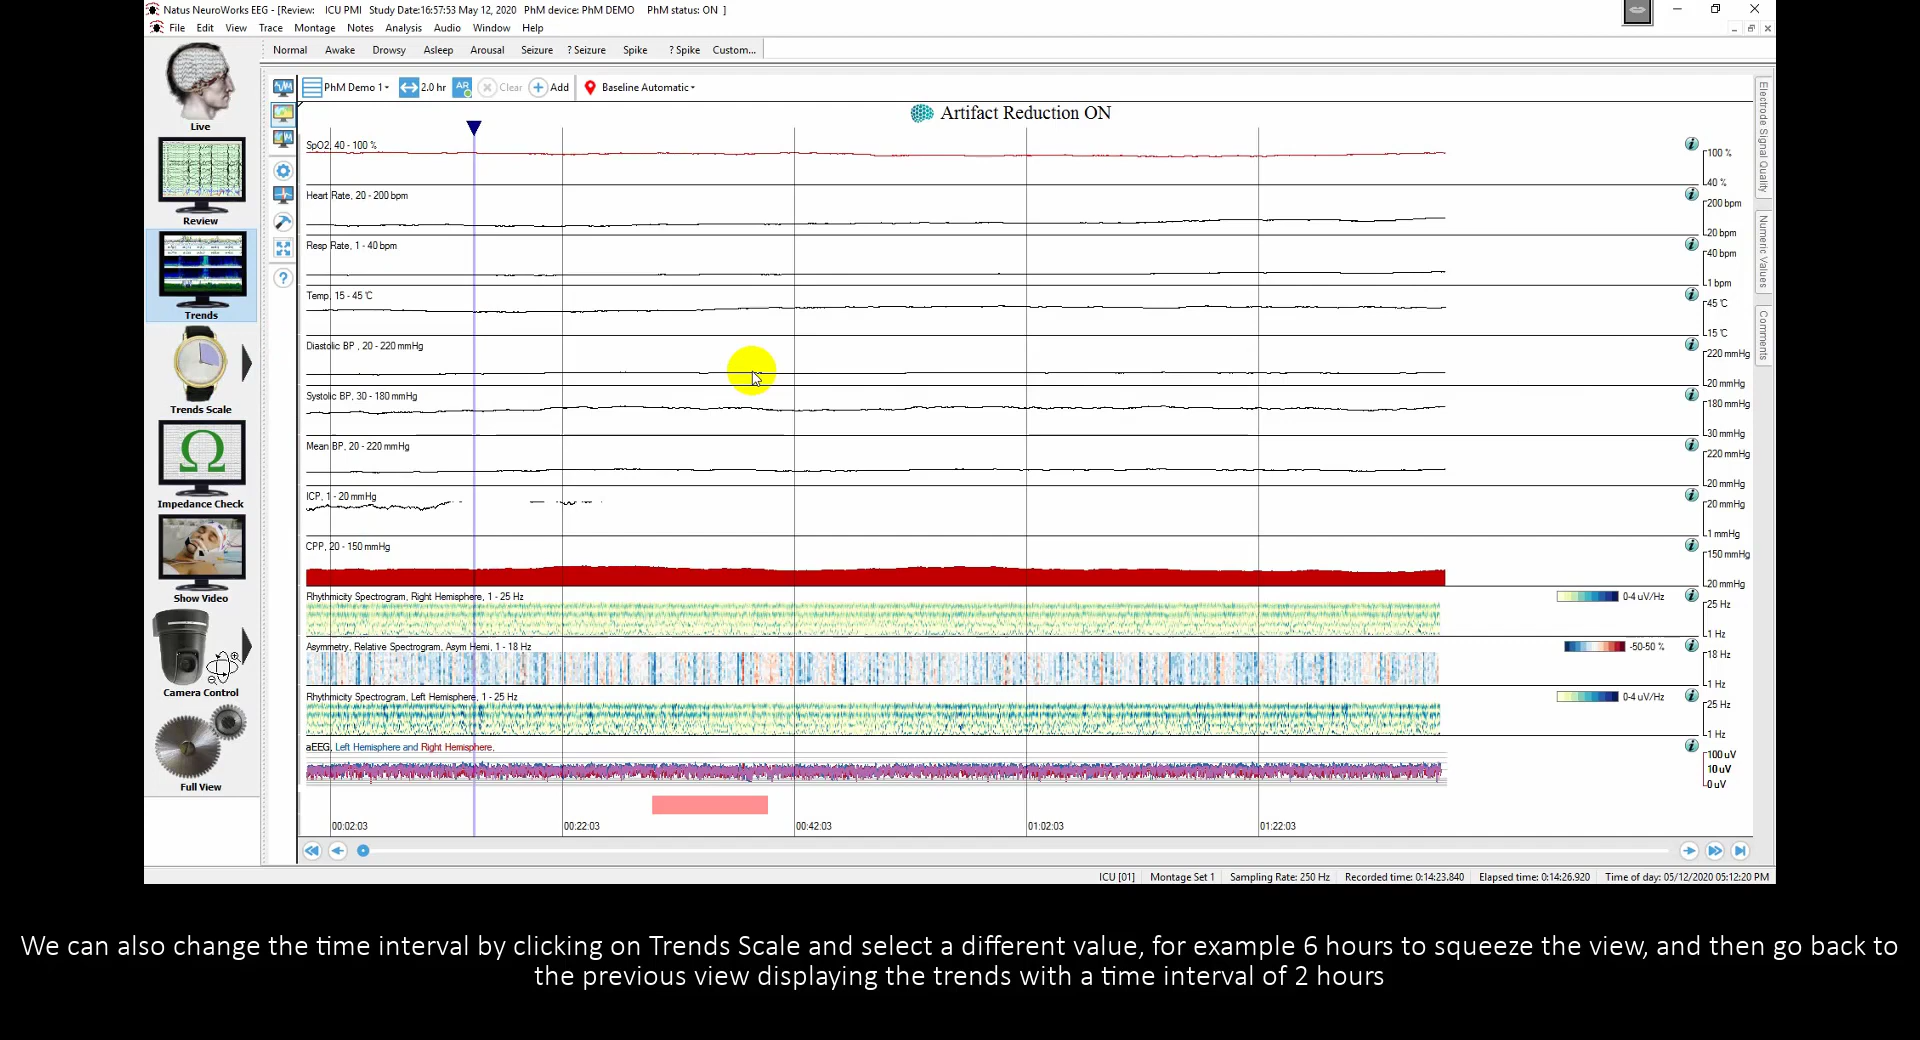 Natus NeuroWorks EEG - [Review:   ICU PMI   Study Date:16:57:53 May 12, 2020   PhM device: PhM DEMO    PhM status: ON  ]
File Edit View Trace Montage Notes Analysis Audio Window Help
Normal Awake Drowsy Asleep Arousal Seizure ? Seizure Spike ? Spike Custom...
Live
Review
Trends
Trends Scale
Impedance Check
Show Video
Camera Control
Full View
PhM Demo 1 2.0 hr AR Clear Add Baseline Automatic
Artifact Reduction ON
SpO2, 40 - 100 %
100 %
40 %
Heart Rate, 20 - 200 bpm
200 bpm
20 bpm
Resp Rate, 1 - 40 bpm
40 bpm
1 bpm
Temp, 15 - 45 °C
45 °C
15 °C
Diastolic BP , 20 - 220 mmHg
220 mmHg
20 mmHg
Systolic BP, 30 - 180 mmHg
180 mmHg
30 mmHg
Mean BP, 20 - 220 mmHg
220 mmHg
20 mmHg
ICP, 1 - 20 mmHg
20 mmHg
1 mmHg
CPP, 20 - 150 mmHg
150 mmHg
20 mmHg
Rhythmicity Spectrogram, Right Hemisphere, 1 - 25 Hz
0-4 uV/Hz
25 Hz
1 Hz
Asymmetry, Relative Spectrogram, Asym Hemi, 1 - 18 Hz
-50-50 %
18 Hz
1 Hz
Rhythmicity Spectrogram, Left Hemisphere, 1 - 25 Hz
0-4 uV/Hz
25 Hz
1 Hz
aEEG, Left Hemisphere and Right Hemisphere,
100 uV
10 uV
0 uV
00:02:03 00:22:03 00:42:03 01:02:03 01:22:03
Electrode Signal Quality
Numeric Values
Comments
ICU [01] Montage Set 1 Sampling Rate: 250 Hz Recorded time: 0:14:23.840 Elapsed time: 0:14:26.920 Time of day: 05/12/2020 05:12:20 PM
We can also change the time interval by clicking on Trends Scale and select a different value, for example 6 hours to squeeze the view, and then go back to
the previous view displaying the trends with a time interval of 2 hours